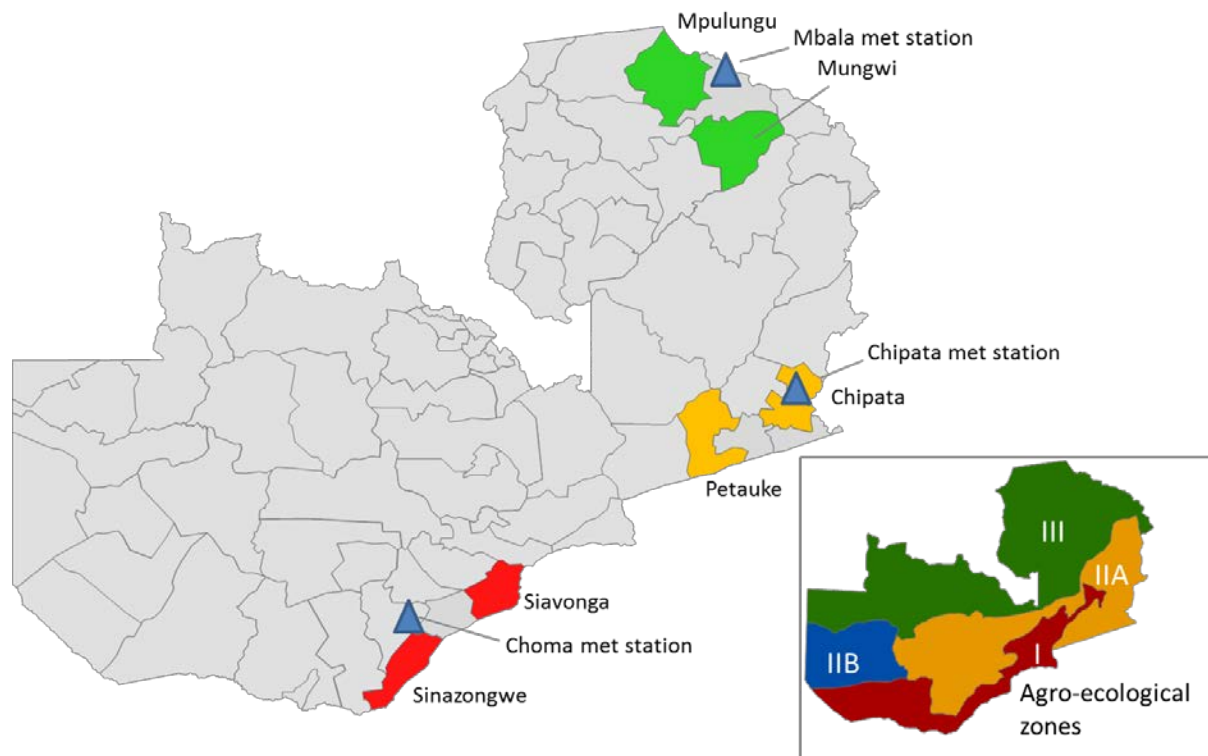 Mpulungu
Mbala met station
Mungwi
Chipata met station
Chipata
Petauke
Siavonga
Choma met station
Sinazongwe
III
IIA
IIB
I
Agro-ecological
zones